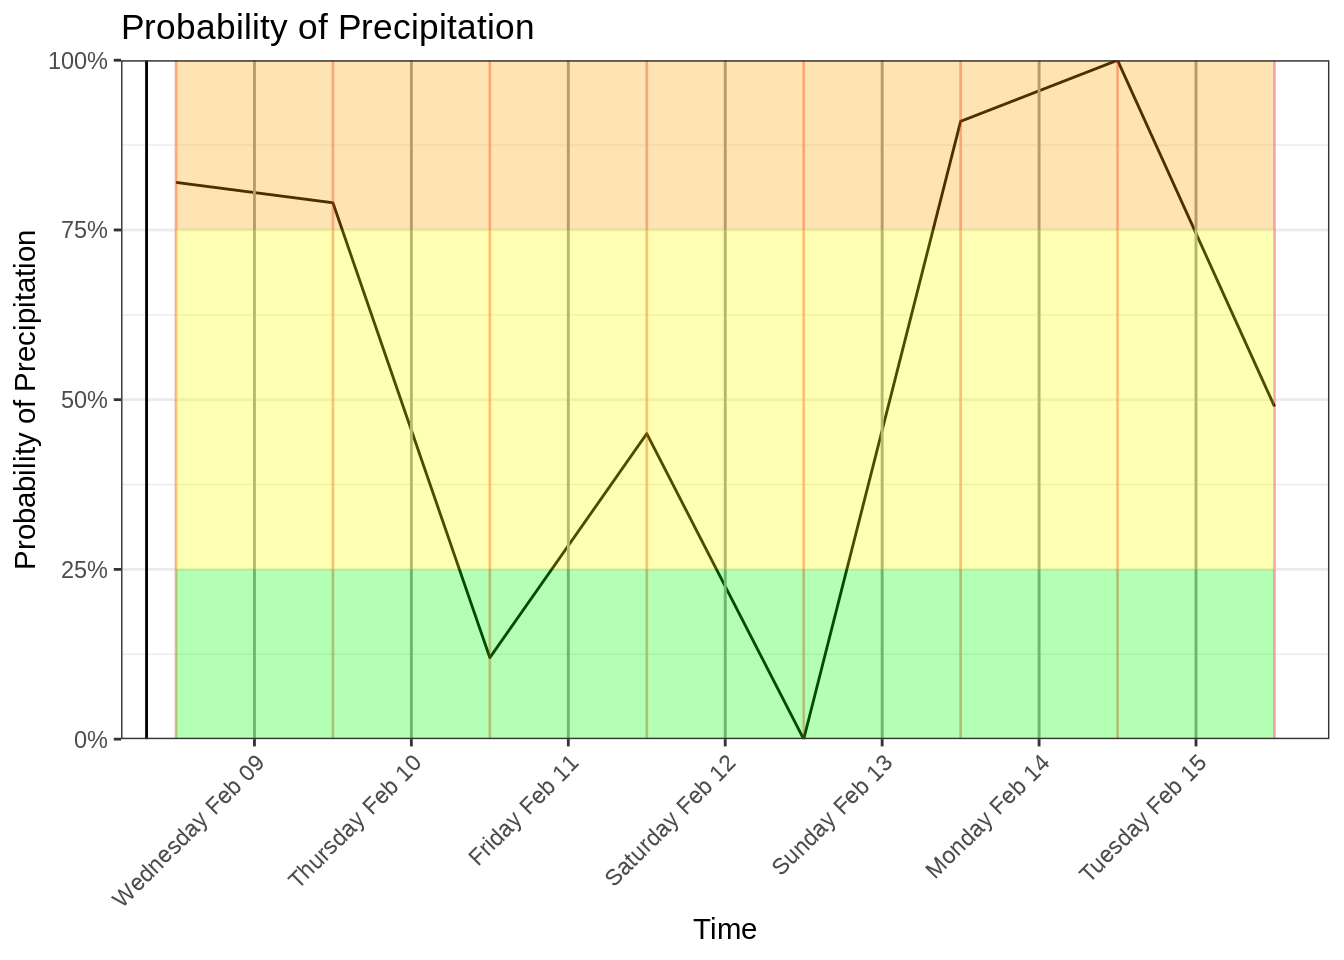 Probability of Precipitation
Probability of Precipitation
100%
75%
50%
25%
0%
Wednesday Feb 09
Thursday Feb 10
Friday Feb 11
Saturday Feb 12
Sunday Feb 13
Monday Feb 14
Tuesday Feb 15
Time